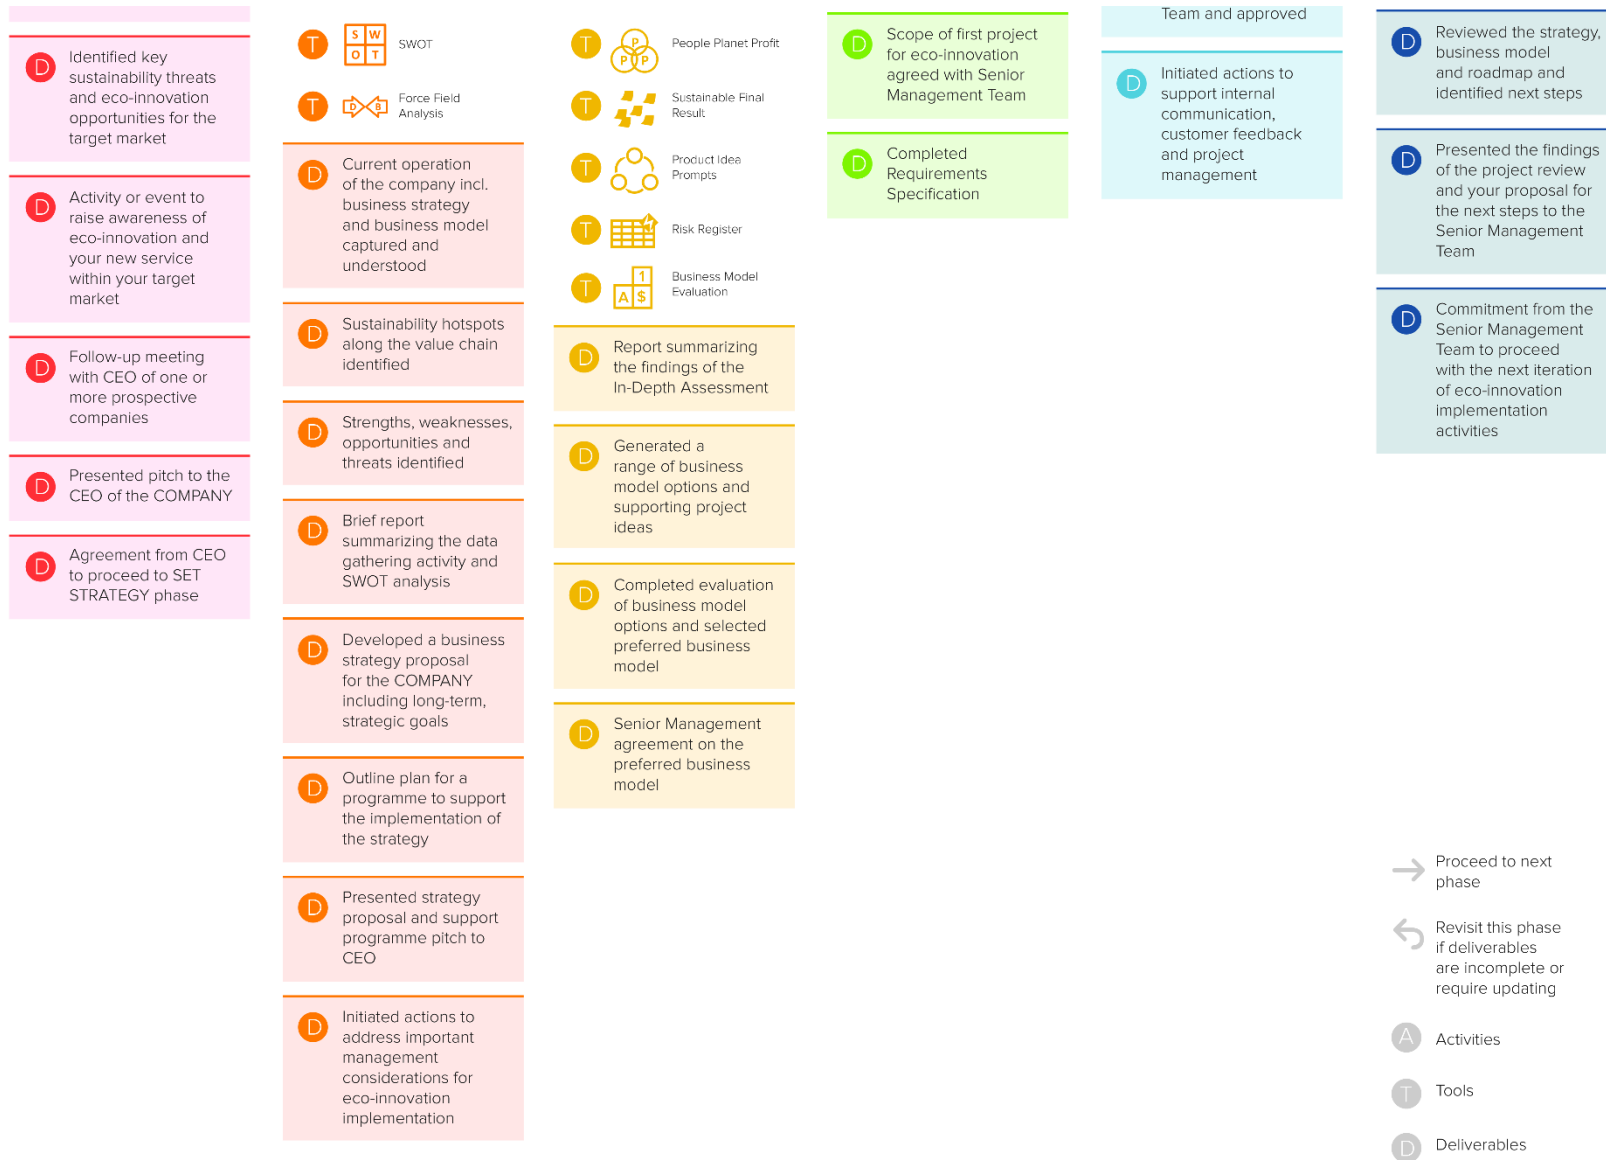 D
Identified key
sustainability threats
and eco-innovation
opportunities for the
target market
D
Activity or event to
raise awareness of
eco-innovation and
your new service
within your target
market
D
Follow-up meeting
with CEO of one or
more prospective
companies
D
Presented pitch to the
CEO of the COMPANY
D
Agreement from CEO
to proceed to SET
STRATEGY phase
T
S W
O T
SWOT
T
D B
Force Field
Analysis
D
Current operation
of the company incl.
business strategy
and business model
captured and
understood
D
Sustainability hotspots
along the value chain
identified
D
Strengths, weaknesses,
opportunities and
threats identified
D
Brief report
summarizing the data
gathering activity and
SWOT analysis
D
Developed a business
strategy proposal
for the COMPANY
including long-term,
strategic goals
D
Outline plan for a
programme to support
the implementation of
the strategy
D
Presented strategy
proposal and support
programme pitch to
CEO
D
Initiated actions to
address important
management
considerations for
eco-innovation
implementation
T
P
P P
People Planet Profit
T
Sustainable Final
Result
T
Product Idea
Prompts
T
Risk Register
T
1
A $
Business Model
Evaluation
D
Report summarizing
the findings of the
In-Depth Assessment
D
Generated a
range of business
model options and
supporting project
ideas
D
Completed evaluation
of business model
options and selected
preferred business
model
D
Senior Management
agreement on the
preferred business
model
D
Scope of first project
for eco-innovation
agreed with Senior
Management Team
D
Completed
Requirements
Specification
Team and approved
D
Initiated actions to
support internal
communication,
customer feedback
and project
management
D
Reviewed the strategy,
business model
and roadmap and
identified next steps
D
Presented the findings
of the project review
and your proposal for
the next steps to the
Senior Management
Team
D
Commitment from the
Senior Management
Team to proceed
with the next iteration
of eco-innovation
implementation
activities
Proceed to next
phase
Revisit this phase
if deliverables
are incomplete or
require updating
A
Activities
T
Tools
D
Deliverables